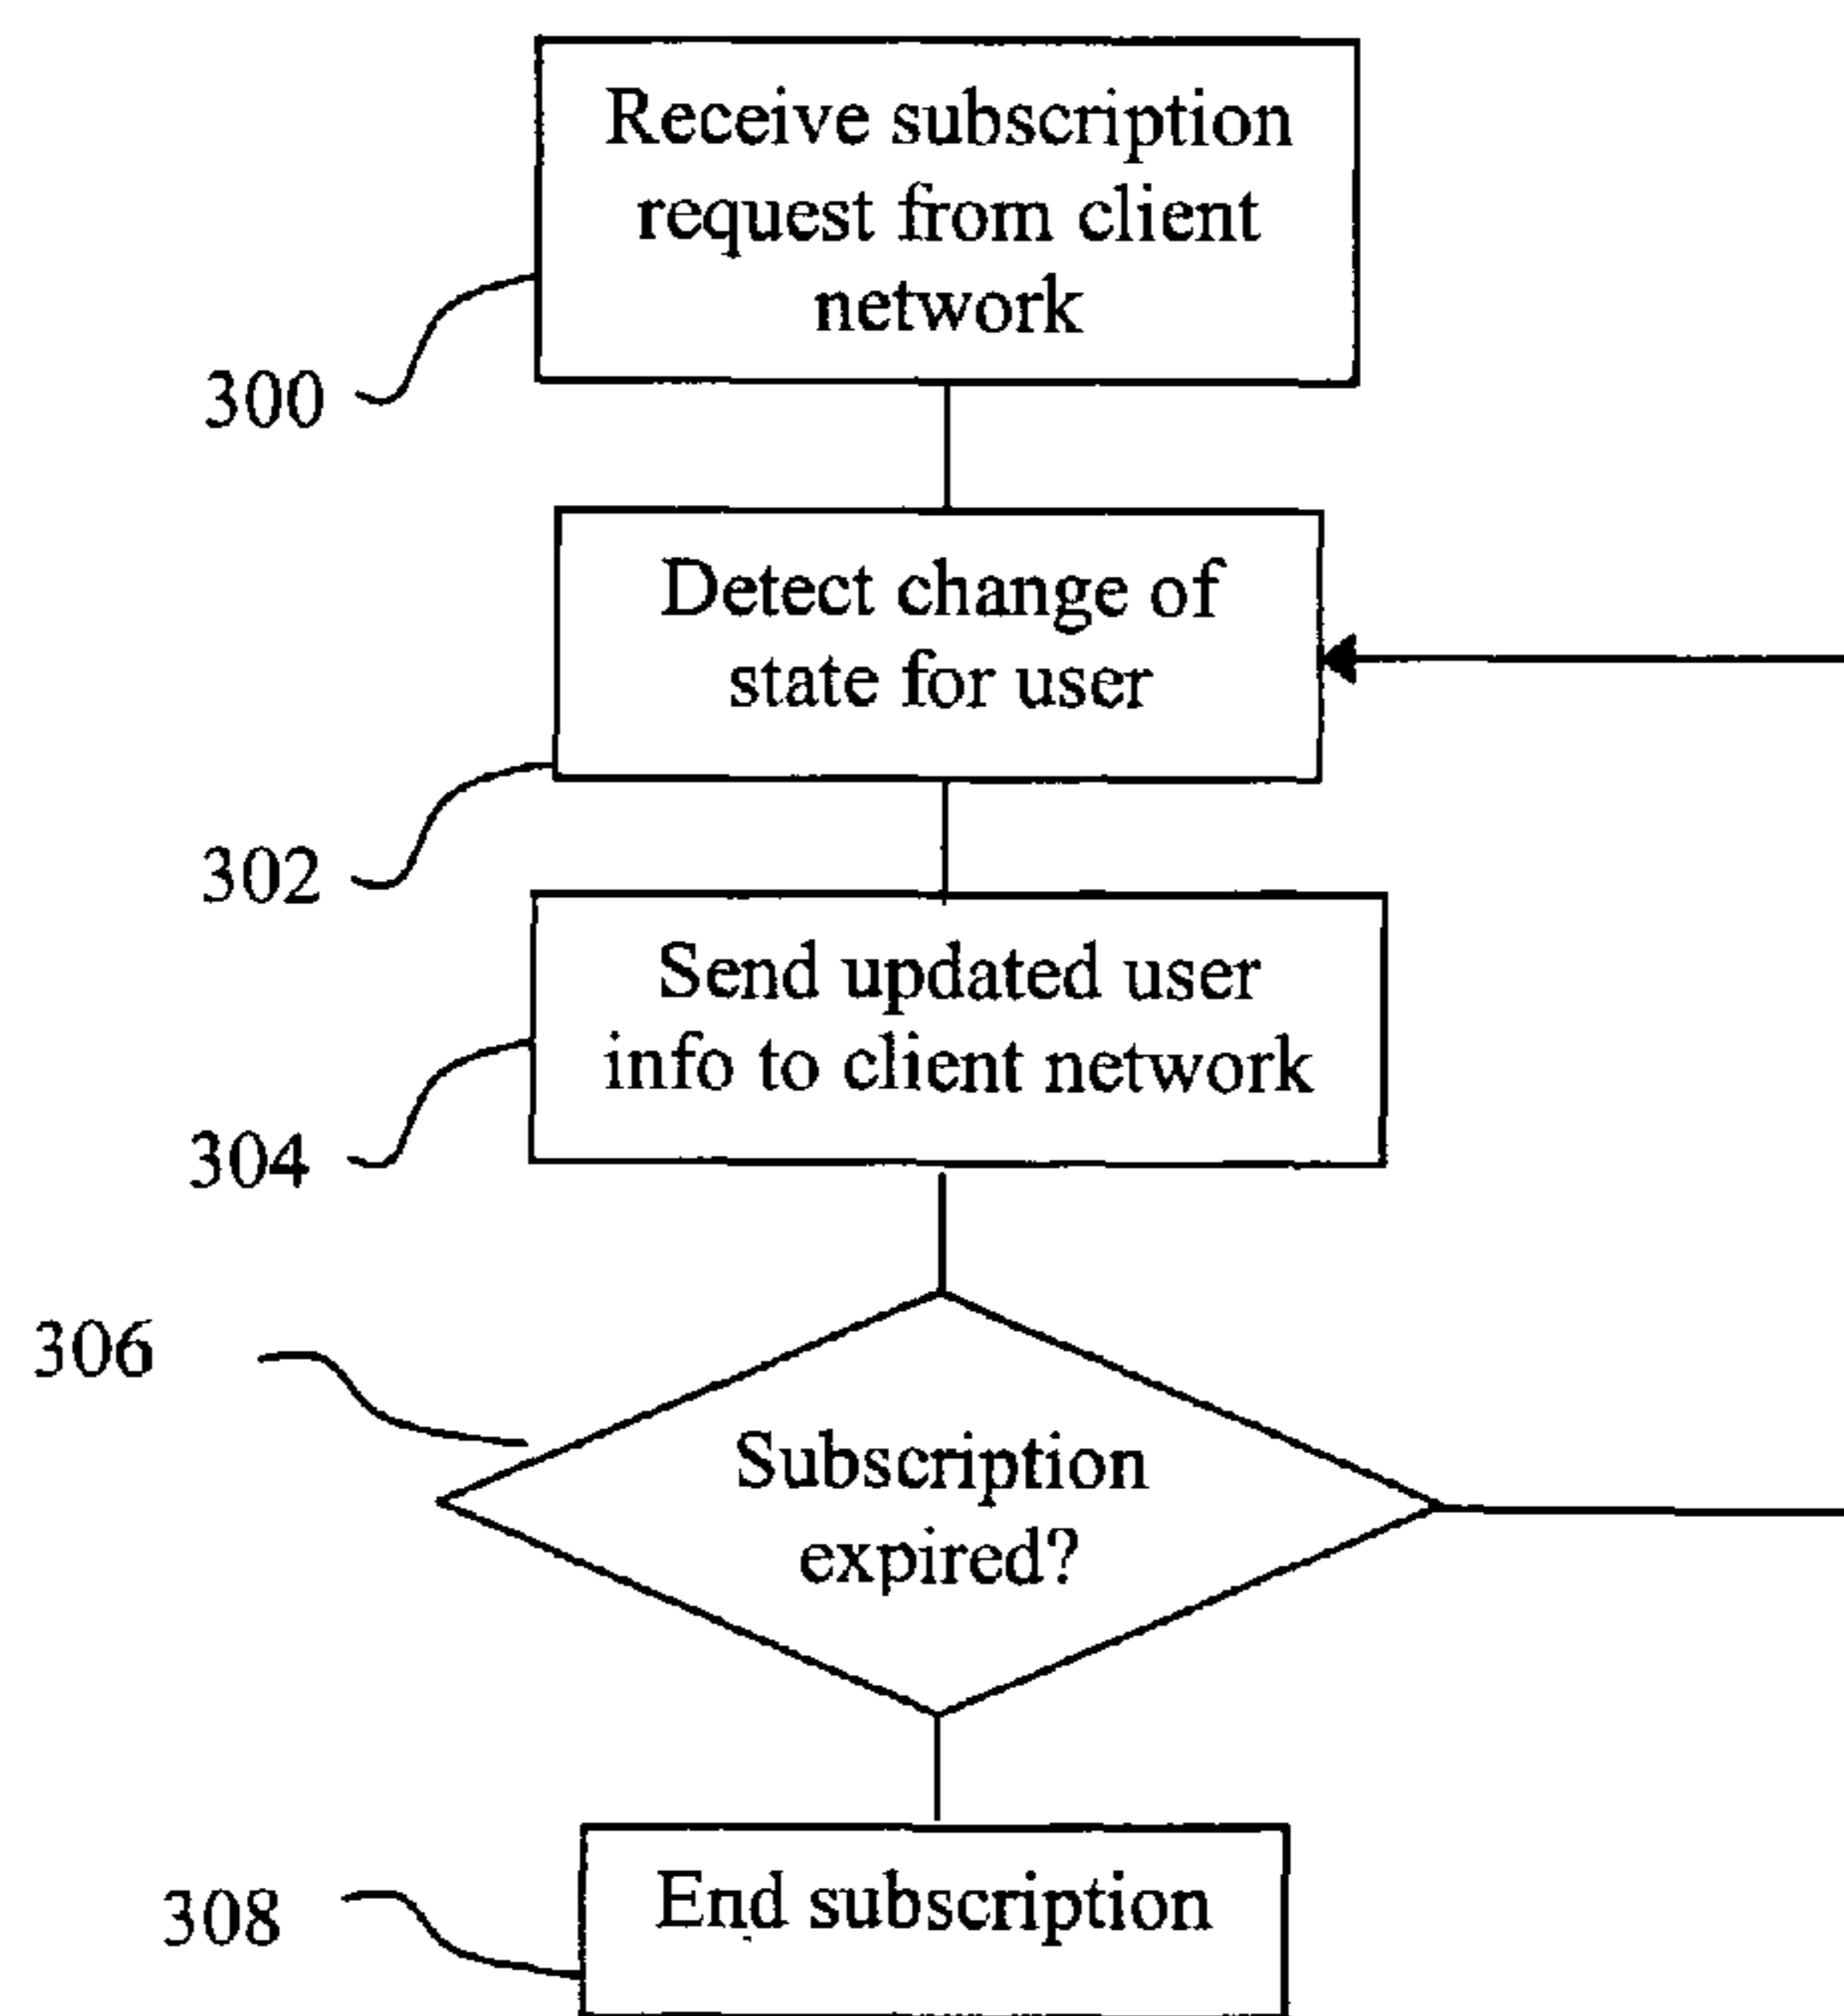 Receive subscription
request from client
network
300
Detect change of
state for user
302
Send updated user
info to client network
304
306
Subscription
expired?
End subscription
308